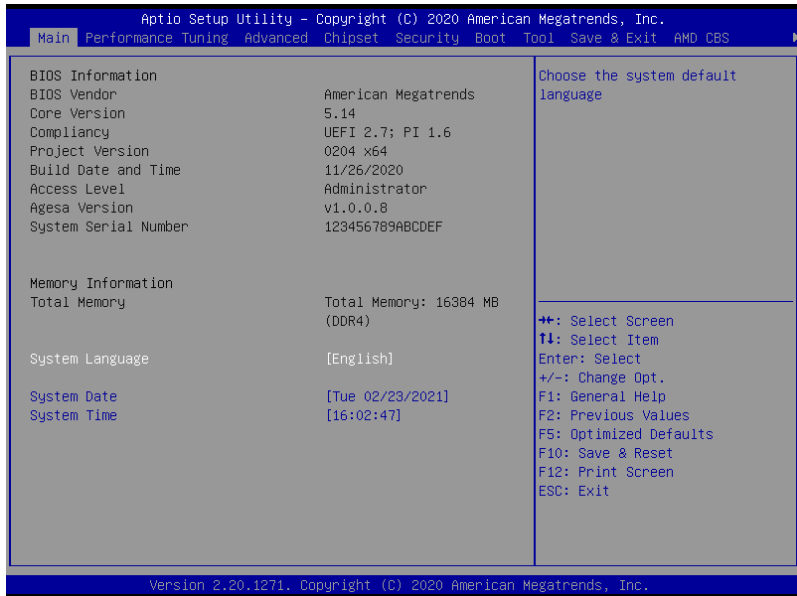 Aptio Setup Utility – Copyright (C) 2020 American Megatrends, Inc.
Main Performance Tuning Advanced Chipset Security Boot Tool Save & Exit AMD CBS
BIOS Information
BIOS Vendor American Megatrends
Core Version 5.14
Compliancy UEFI 2.7; PI 1.6
Project Version 0204 x64
Build Date and Time 11/26/2020
Access Level Administrator
Agesa Version v1.0.0.8
System Serial Number 123456789ABCDEF
Memory Information
Total Memory Total Memory: 16384 MB
(DDR4)
System Language [English]
System Date [Tue 02/23/2021]
System Time [16:02:47]
Choose the system default
language
→←: Select Screen
↑↓: Select Item
Enter: Select
+/-: Change Opt.
F1: General Help
F2: Previous Values
F5: Optimized Defaults
F10: Save & Reset
F12: Print Screen
ESC: Exit
Version 2.20.1271. Copyright (C) 2020 American Megatrends, Inc.